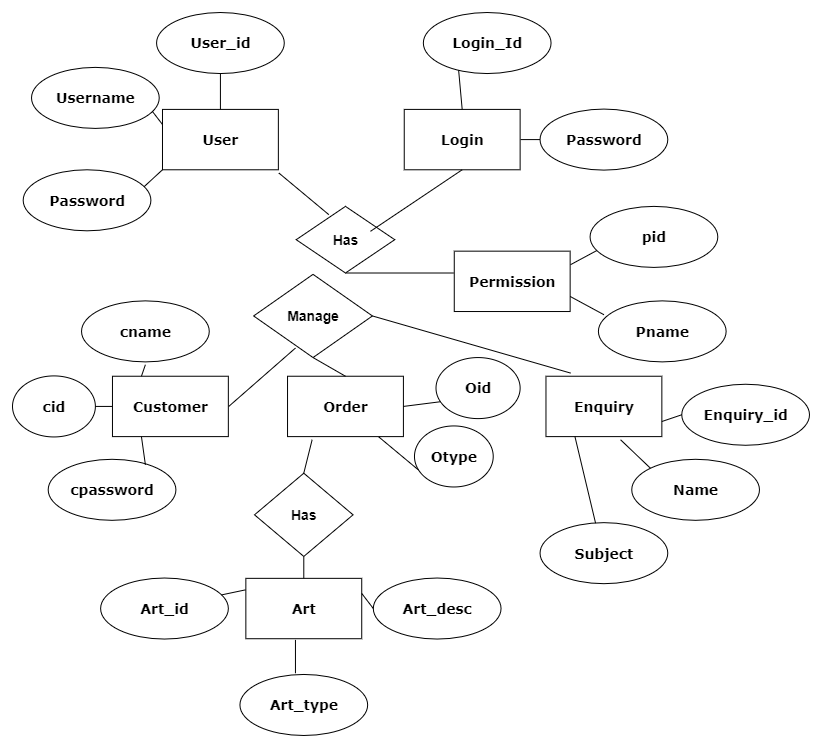 User_id
Login_Id
Username
User
Login
Password
Password
Has
pid
Permission
Manage
Pname
cname
cid
Customer
Order
Oid
Enquiry
Enquiry_id
Otype
cpassword
Name
Has
Subject
Art_id
Art
Art_desc
Art_type